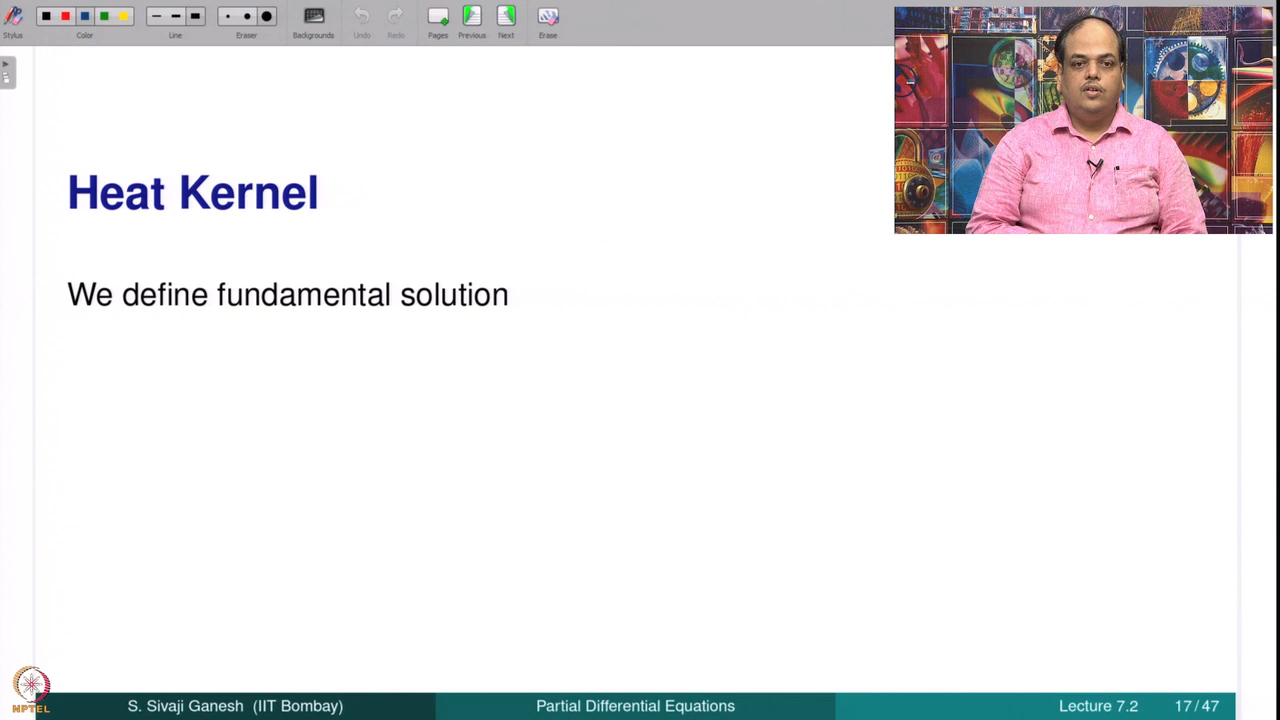 Stylus
Color
Line
Eraser
Backgrounds
Undo
Redo
Pages
Previous
Next
Erase
Heat Kernel
We define fundamental solution
NPTEL
S. Sivaji Ganesh (IIT Bombay)
Partial Differential Equations
Lecture 7.2
17/47